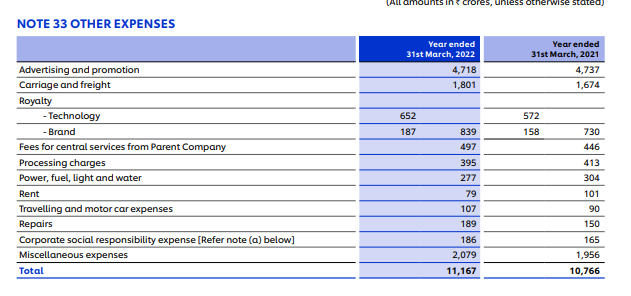 (All amounts in ₹ crores, unless otherwise stated)
NOTE 33 OTHER EXPENSES
Year ended 31st March, 2022 Year ended 31st March, 2021
Advertising and promotion 4,718 4,737
Carriage and freight 1,801 1,674
Royalty
- Technology 652 572
- Brand 187 839 158 730
Fees for central services from Parent Company 497 446
Processing charges 395 413
Power, fuel, light and water 277 304
Rent 79 101
Travelling and motor car expenses 107 90
Repairs 189 150
Corporate social responsibility expense [Refer note (a) below] 186 165
Miscellaneous expenses 2,079 1,956
Total 11,167 10,766